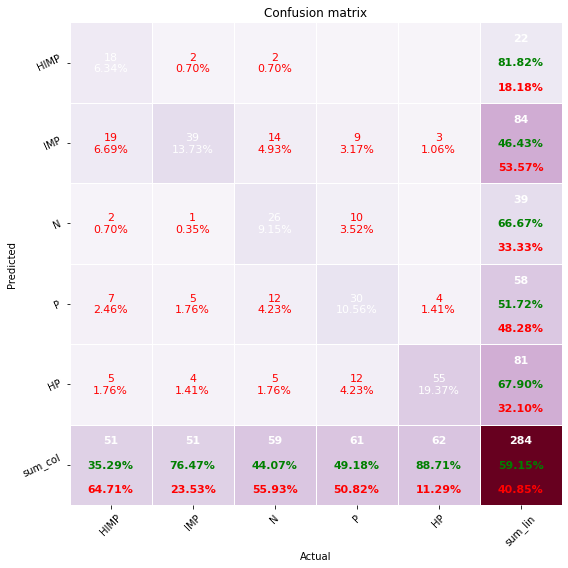 Confusion matrix
HIMP
18 2 2 22
6.34% 0.70% 0.70% 81.82%
18.18%
IMP
19 39 14 9 3 84
6.69% 13.73% 4.93% 3.17% 1.06% 46.43%
53.57%
N
2 1 26 10 39
0.70% 0.35% 9.15% 3.52% 66.67%
33.33%
Predicted
P
7 5 12 30 4 58
2.46% 1.76% 4.23% 10.56% 1.41% 51.72%
48.28%
HP
5 4 5 12 55 81
1.76% 1.41% 1.76% 4.23% 19.37% 67.90%
32.10%
sum_col
51 51 59 61 62 284
35.29% 76.47% 44.07% 49.18% 88.71% 59.15%
64.71% 23.53% 55.93% 50.82% 11.29% 40.85%
HIMP IMP N P HP sum_lin
Actual